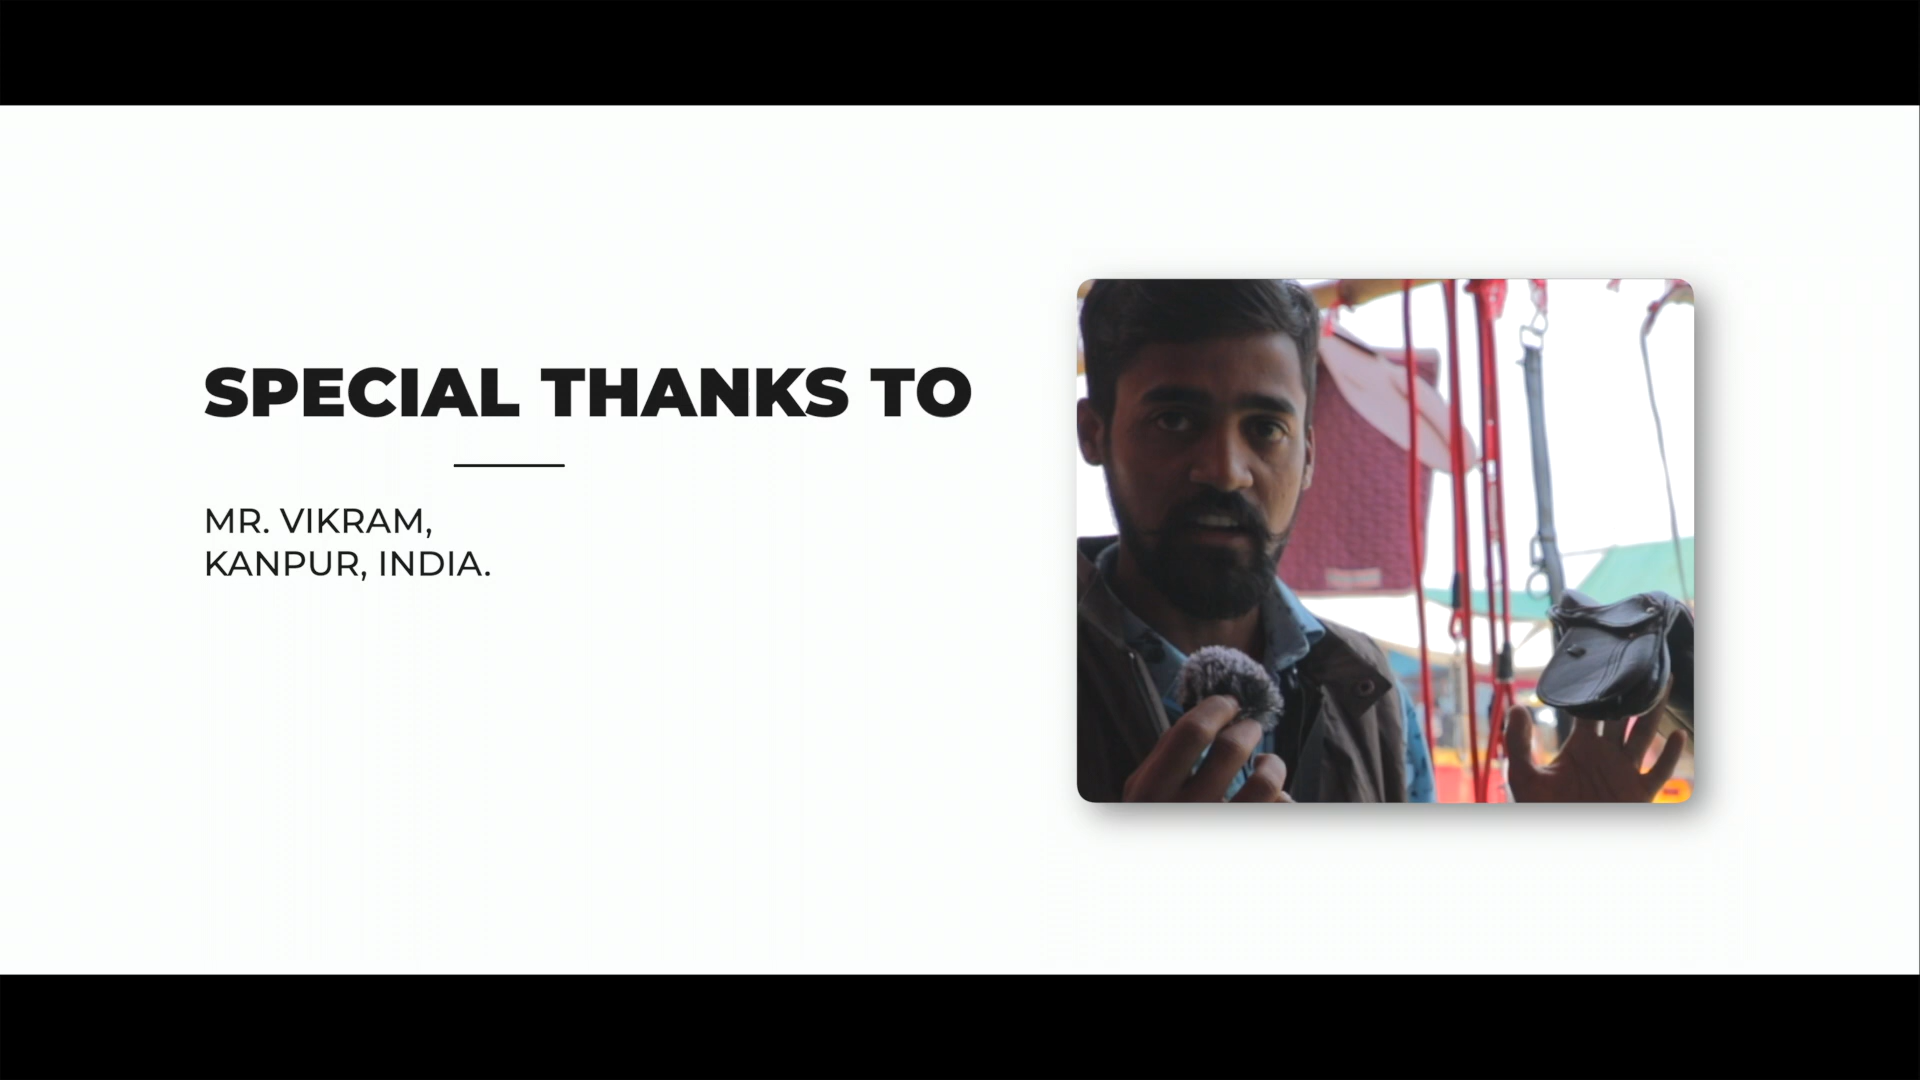 SPECIAL THANKS TO
MR. VIKRAM,
KANPUR, INDIA.